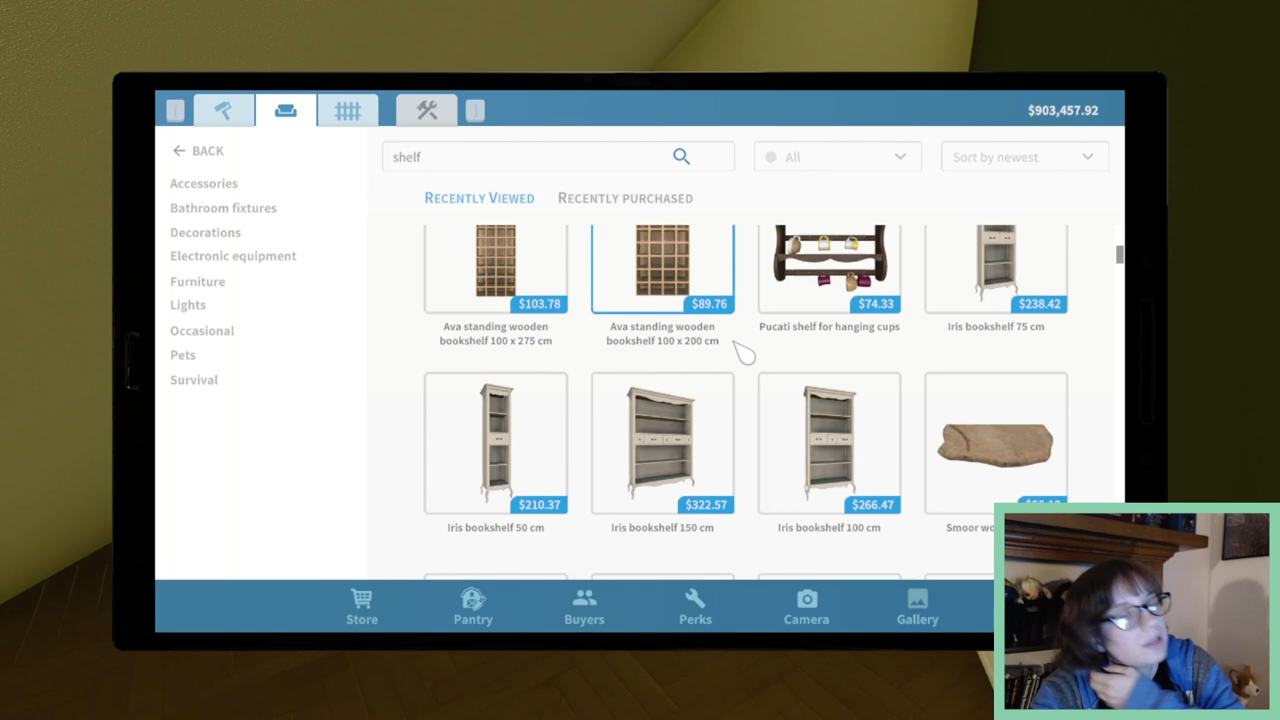 $903,457.92
BACK
shelf
All
Sort by newest
Accessories
Bathroom fixtures
Decorations
Electronic equipment
Furniture
Lights
Occasional
Pets
Survival
RECENTLY VIEWED
RECENTLY PURCHASED
$103.78
$89.76
$74.33
$238.42
Ava standing wooden
bookshelf 100 x 275 cm
Ava standing wooden
bookshelf 100 x 200 cm
Pucati shelf for hanging cups
Iris bookshelf 75 cm
$210.37
$322.57
$266.47
Iris bookshelf 50 cm
Iris bookshelf 150 cm
Iris bookshelf 100 cm
Smoor
Store
Pantry
Buyers
Perks
Camera
Gallery